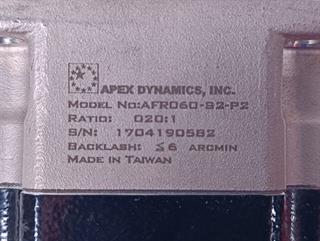 APEX DYNAMICS, INC.
MODEL NO:AFR060-S2-P2
RATIO: 020:1
S/N: 1704190582
BACKLASH: ≦6 ARCMIN
MADE IN TAIWAN